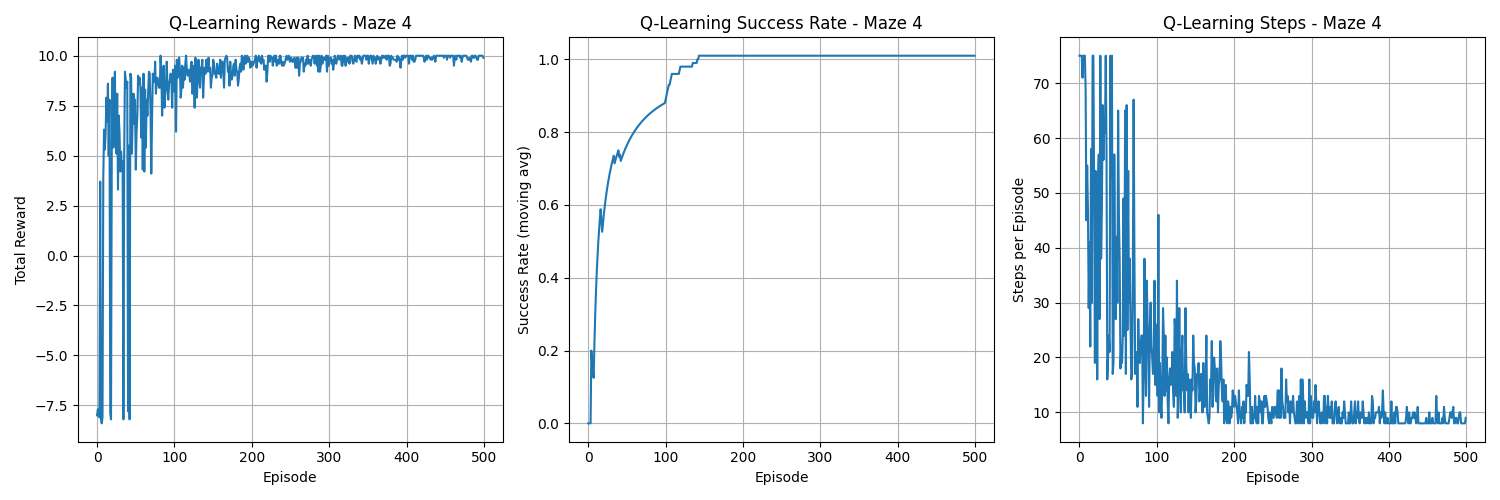 Q-Learning Rewards - Maze 4
Total Reward
10.0
7.5
5.0
2.5
0.0
−2.5
−5.0
−7.5
0 100 200 300 400 500
Episode
Q-Learning Success Rate - Maze 4
Success Rate (moving avg)
1.0
0.8
0.6
0.4
0.2
0.0
0 100 200 300 400 500
Episode
Q-Learning Steps - Maze 4
Steps per Episode
70
60
50
40
30
20
10
0 100 200 300 400 500
Episode